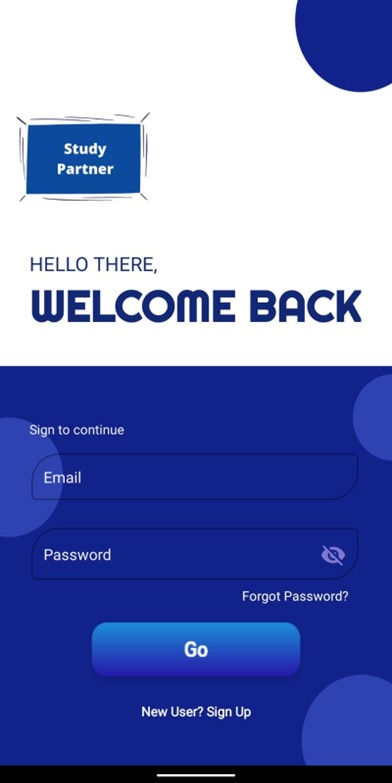 Study
Partner
HELLO THERE,
WELCOME BACK
Sign to continue
Email
Password
Forgot Password?
Go
New User? Sign Up